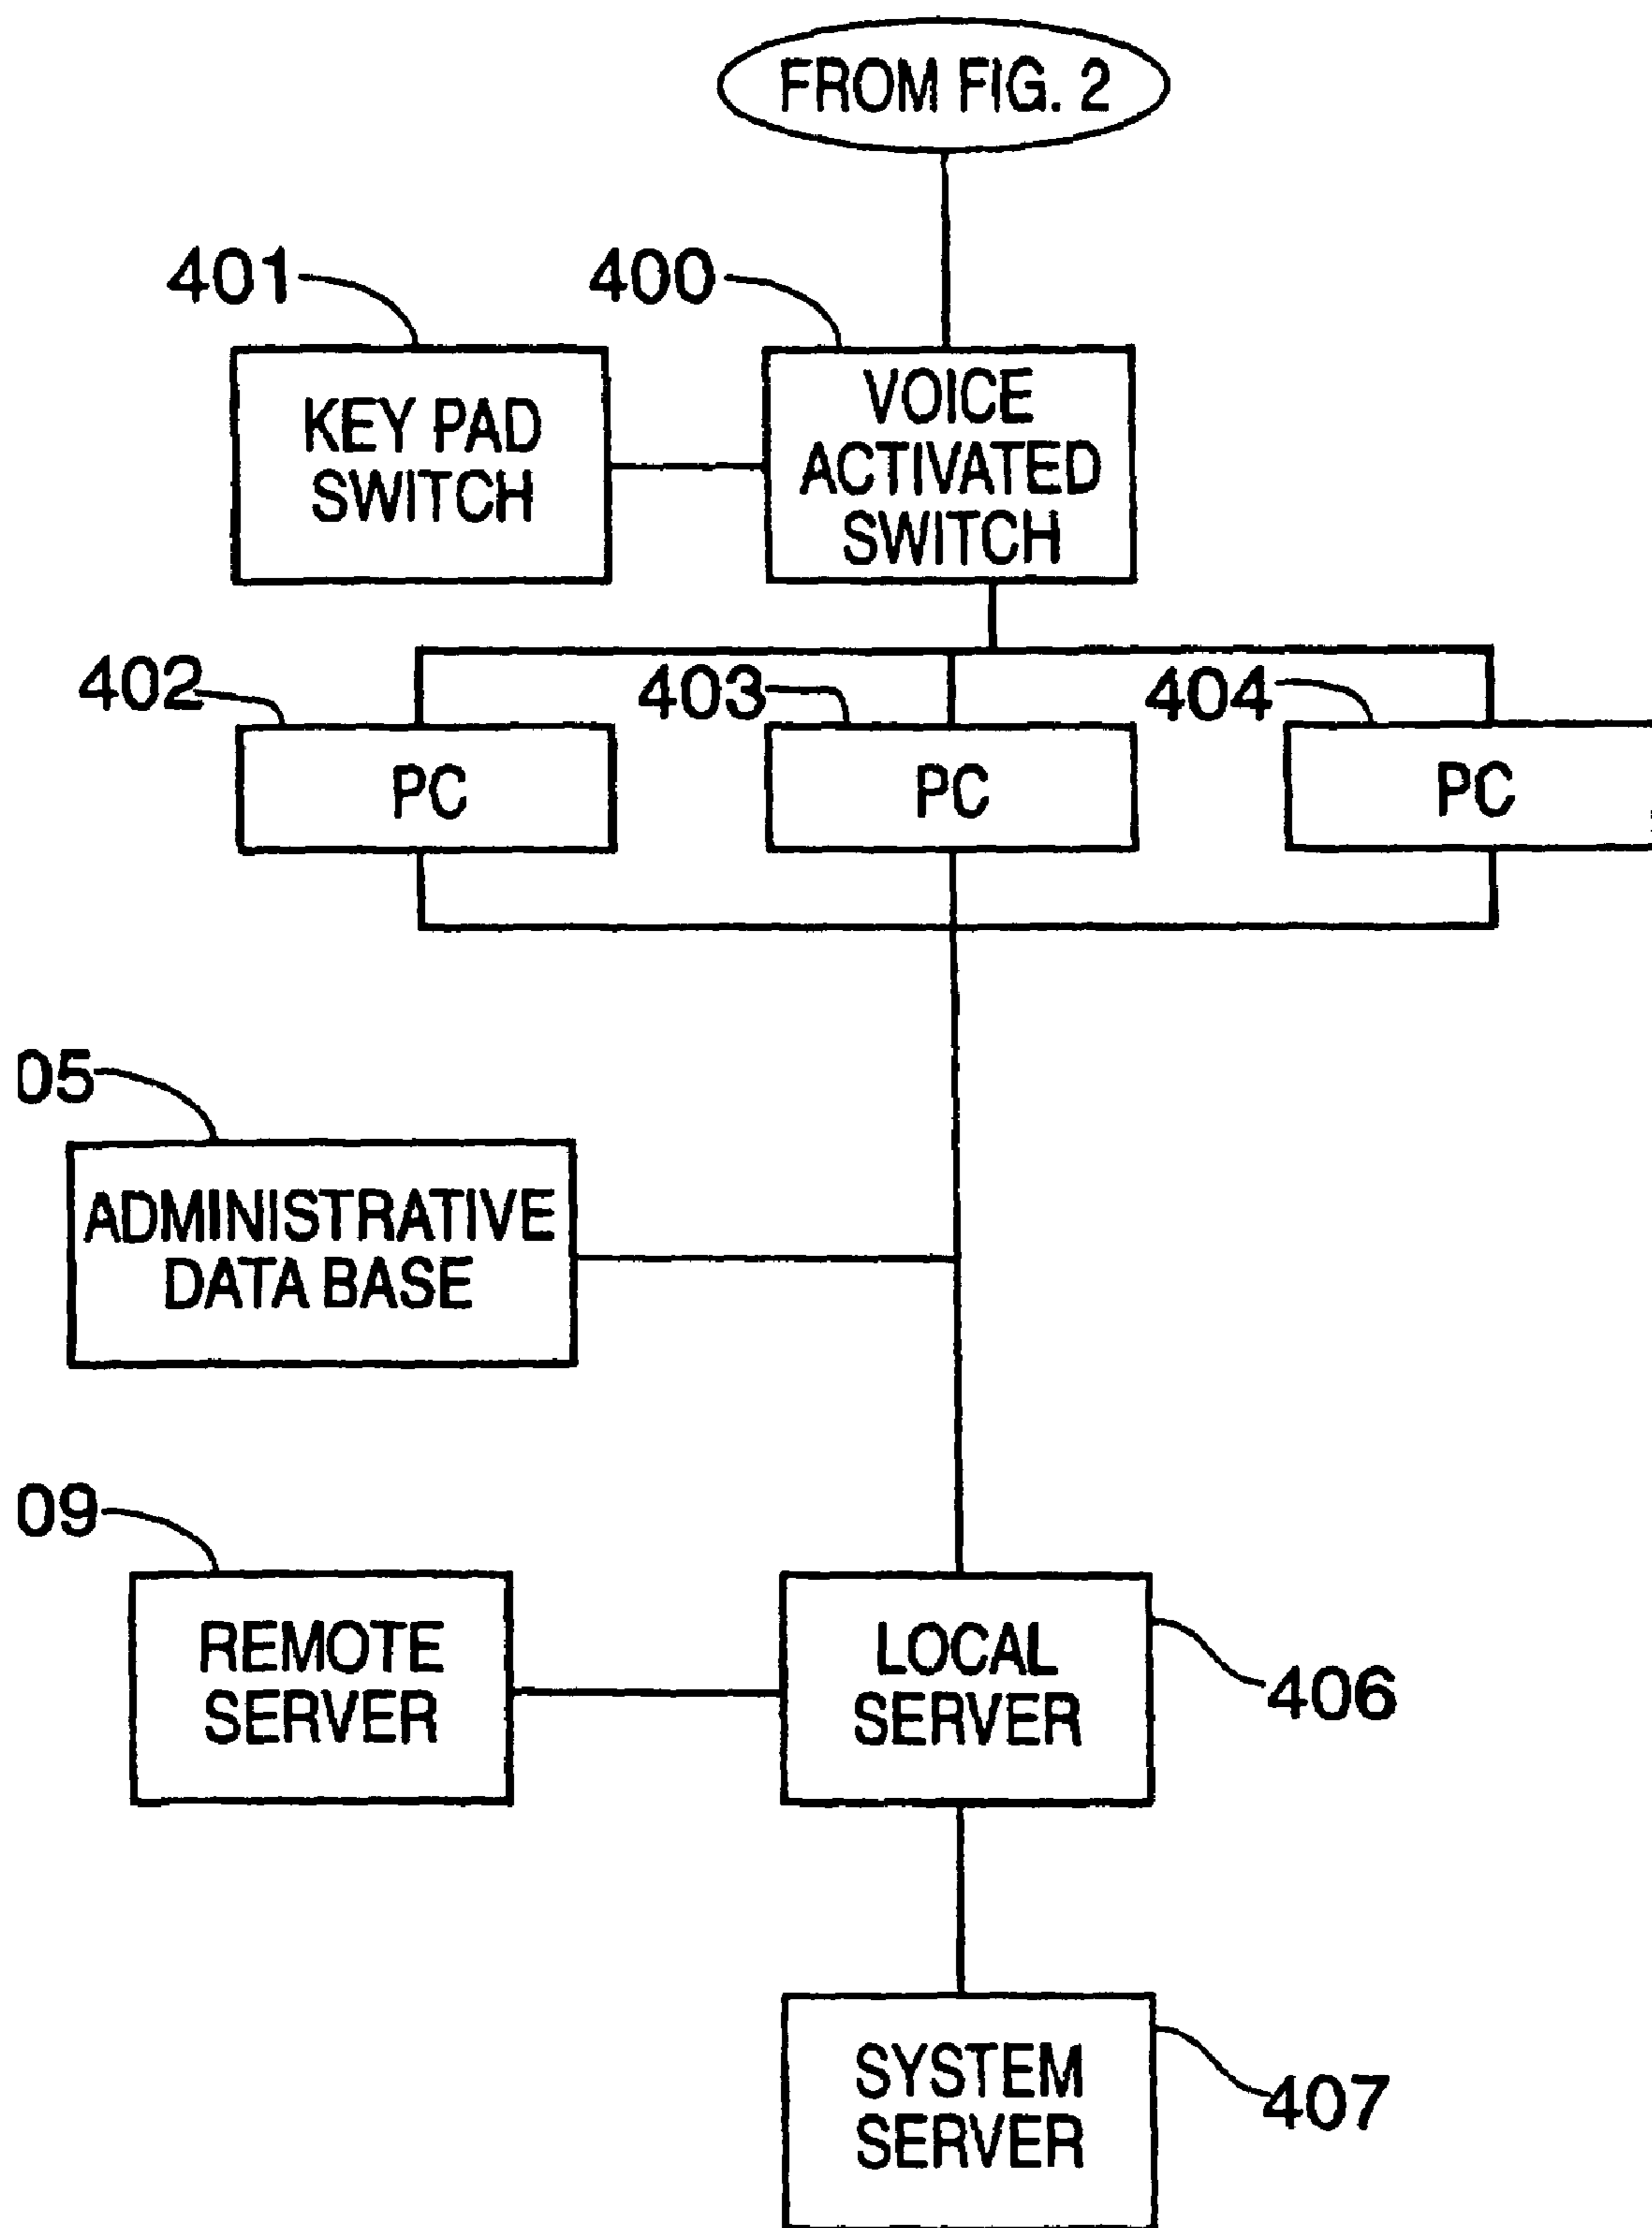 FROM FIG. 2
401
400
KEY PAD
SWITCH
VOICE
ACTIVATED
SWITCH
402
403
404
PC
PC
PC
05
ADMINISTRATIVE
DATA BASE
09
REMOTE
SERVER
LOCAL
SERVER
406
SYSTEM
SERVER
407